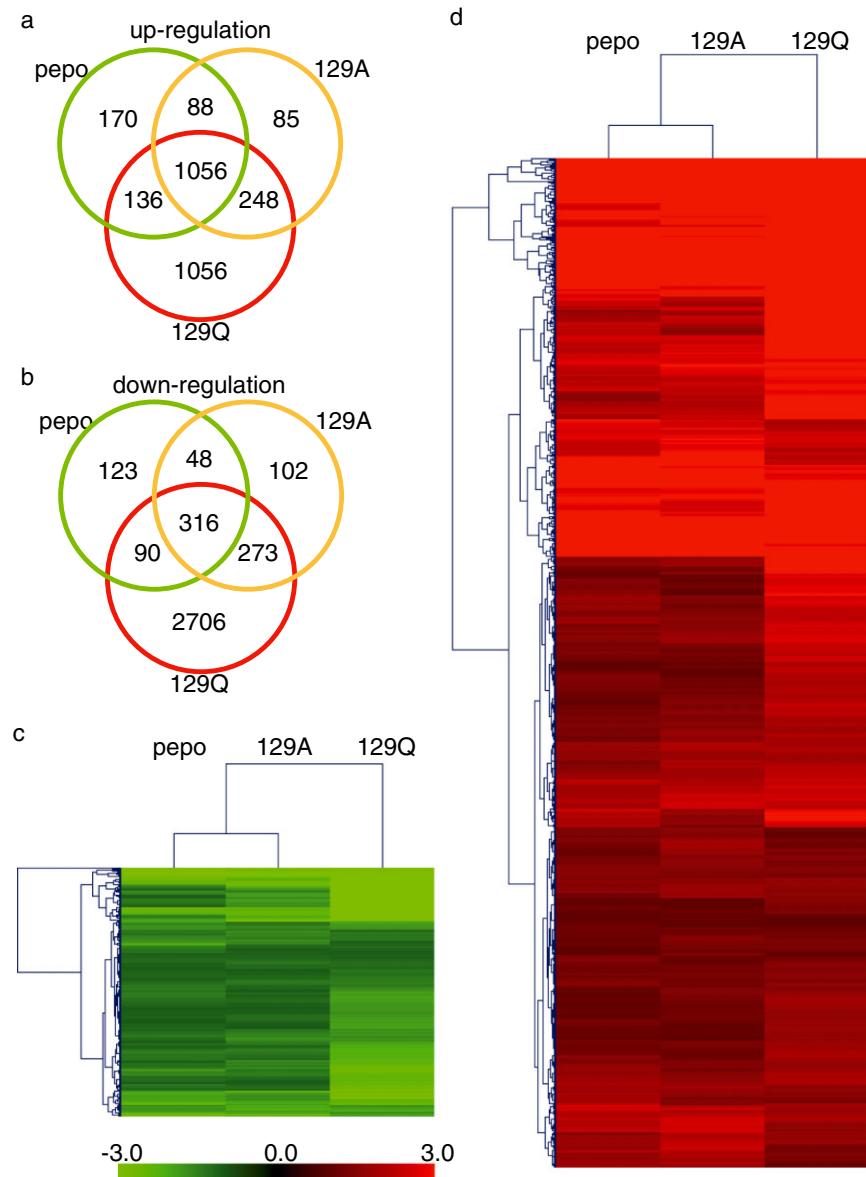 a
up-regulation
pepo
129A
170
88
85
1056
136
248
1056
129Q
b
down-regulation
pepo
129A
123
48
102
316
90
273
2706
129Q
c
pepo 129A 129Q
-3.0 0.0 3.0
d
pepo 129A 129Q